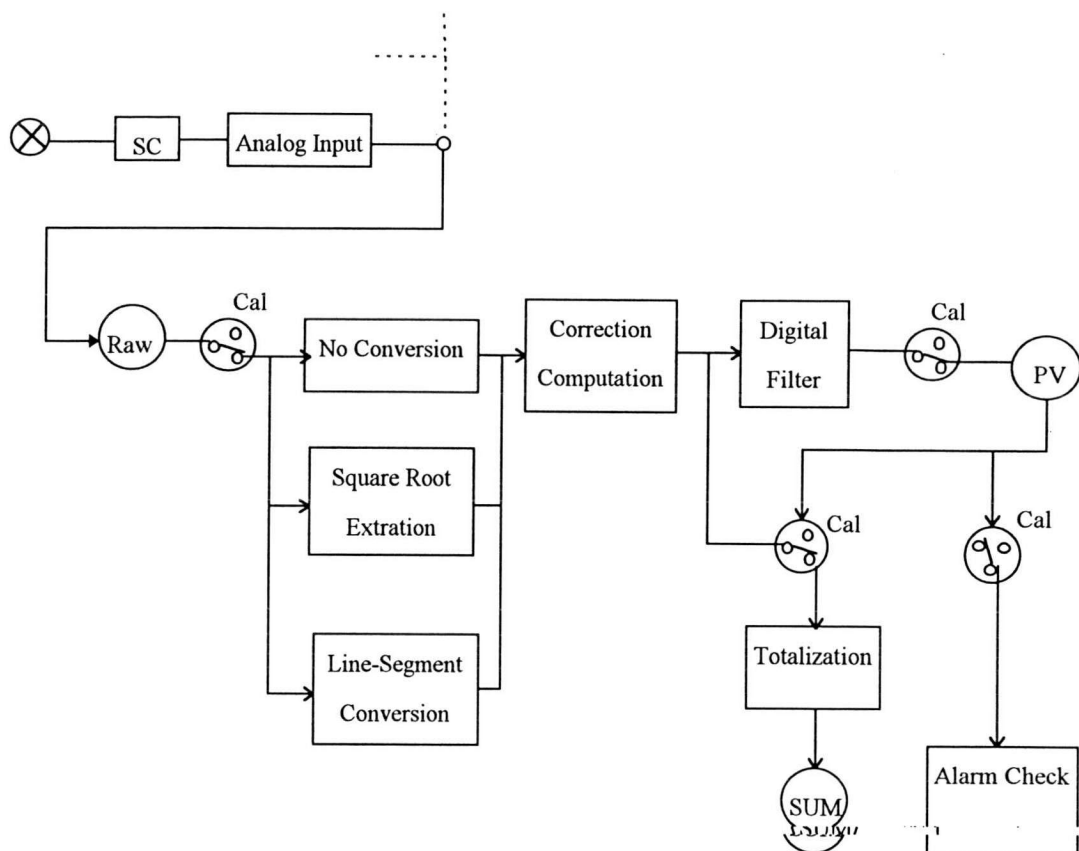 SC
Analog Input
Cal
Raw
No Conversion
Correction
Computation
Digital
Filter
Cal
PV
Square Root
Extration
Cal
Cal
Line-Segment
Conversion
Totalization
SUM
Alarm Check